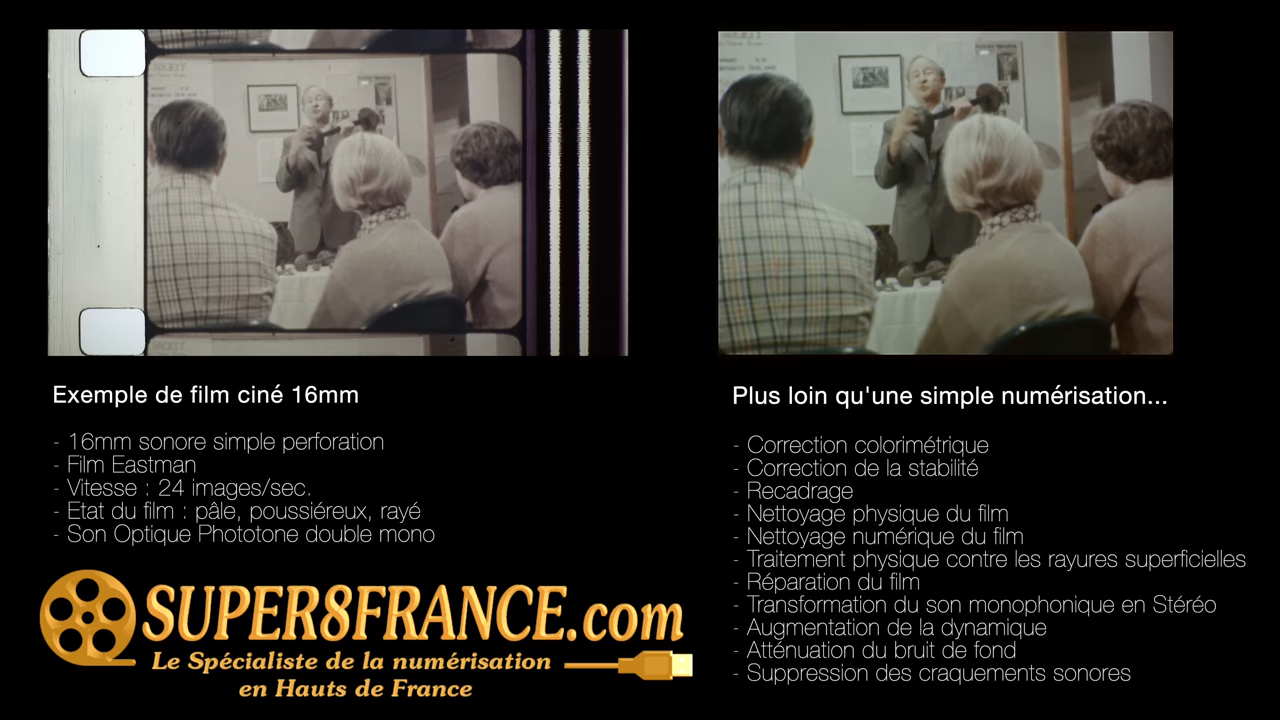 Exemple de film ciné 16mm
- 16mm sonore simple perforation
- Film Eastman
- Vitesse : 24 images/sec.
- Etat du film : pâle, poussiéreux, rayé
- Son Optique Phototone double mono
SUPER8FRANCE.com
Le Spécialiste de la numérisation
en Hauts de France
Plus loin qu'une simple numérisation...
- Correction colorimétrique
- Correction de la stabilité
- Recadrage
- Nettoyage physique du film
- Nettoyage numérique du film
- Traitement physique contre les rayures superficielles
- Réparation du film
- Transformation du son monophonique en Stéréo
- Augmentation de la dynamique
- Atténuation du bruit de fond
- Suppression des craquements sonores